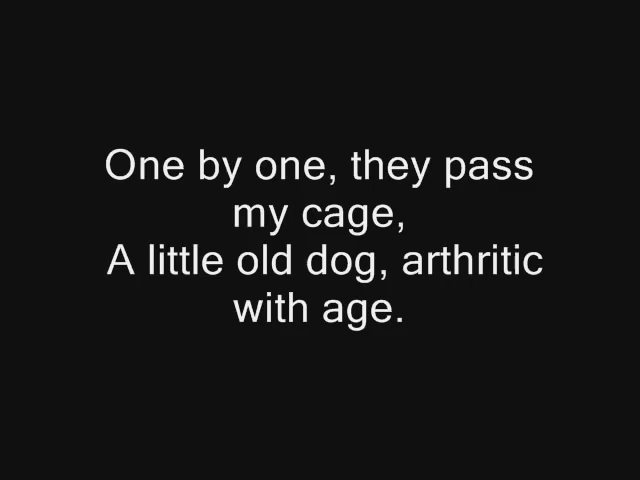 One by one, they pass
my cage,
A little old dog, arthritic
with age.